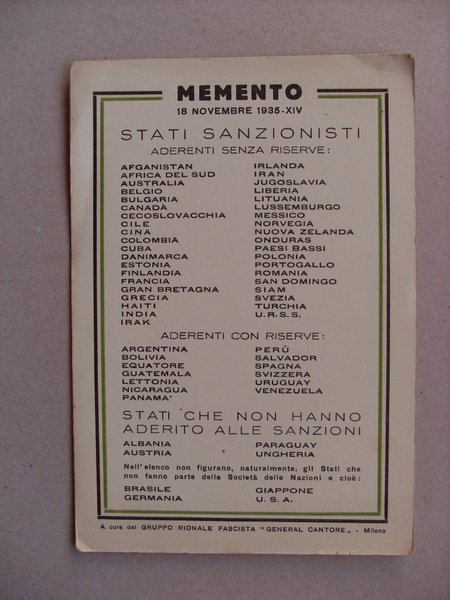 MEMENTO
18 NOVEMBRE 1935-XIV
STATI SANZIONISTI
ADERENTI SENZA RISERVE:
AFGANISTAN
AFRICA DEL SUD
AUSTRALIA
BELGIO
BULGARIA
CANADÀ
CECOSLOVACCHIA
CILE
CINA
COLOMBIA
CUBA
DANIMARCA
ESTONIA
FINLANDIA
FRANCIA
GRAN BRETAGNA
GRECIA
HAITI
INDIA
IRAK
IRLANDA
IRAN
JUGOSLAVIA
LIBERIA
LITUANIA
LUSSEMBURGO
MESSICO
NORVEGIA
NUOVA ZELANDA
ONDURAS
PAESI BASSI
POLONIA
PORTOGALLO
ROMANIA
SAN DOMINGO
SIAM
SVEZIA
TURCHIA
U.R.S.S.
ADERENTI CON RISERVE:
ARGENTINA
BOLIVIA
EQUATORE
GUATEMALA
LETTONIA
NICARAGUA
PANAMA'
PERÙ
SALVADOR
SPAGNA
SVIZZERA
URUGUAY
VENEZUELA
STATI CHE NON HANNO
ADERITO ALLE SANZIONI
ALBANIA
AUSTRIA
PARAGUAY
UNGHERIA
Nell'elenco non figurano, naturalmente, gli Stati che
non fanno parte della Società delle Nazioni e cioè:
BRASILE
GERMANIA
GIAPPONE
U. S. A.
A cura del GRUPPO RIONALE FASCISTA "GENERAL CANTORE" - Milano